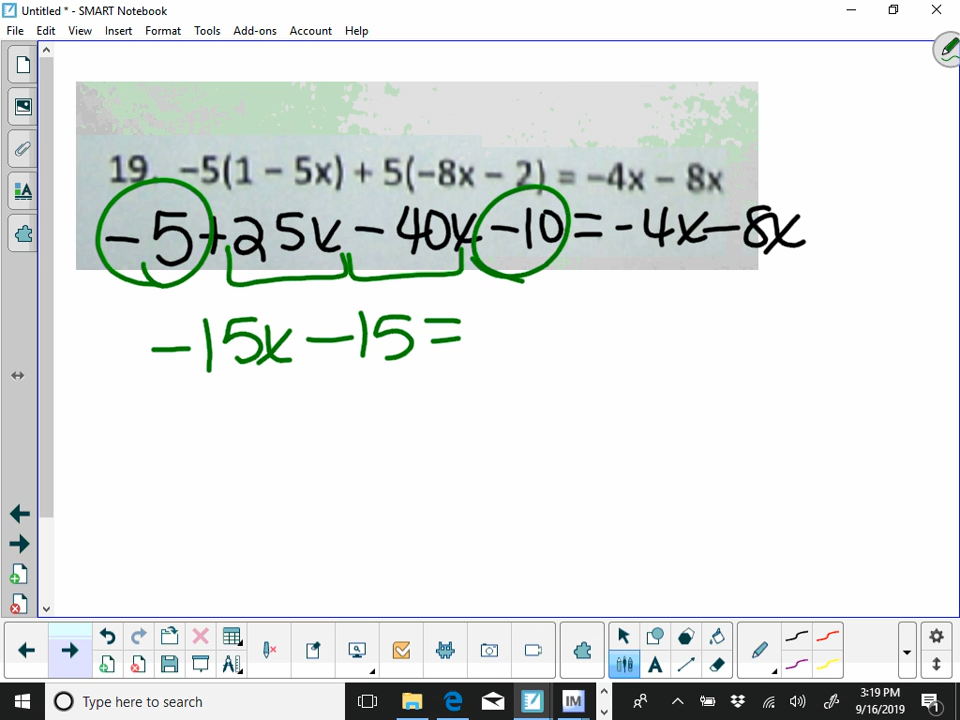 Untitled * - SMART Notebook
File Edit View Insert Format Tools Add-ons Account Help
19. -5(1 - 5x) + 5(-8x - 2) = -4x - 8x
-5+25x-40x-10=-4x-8x
-15x-15=
Type here to search
IM
3:19 PM
9/16/2019
1